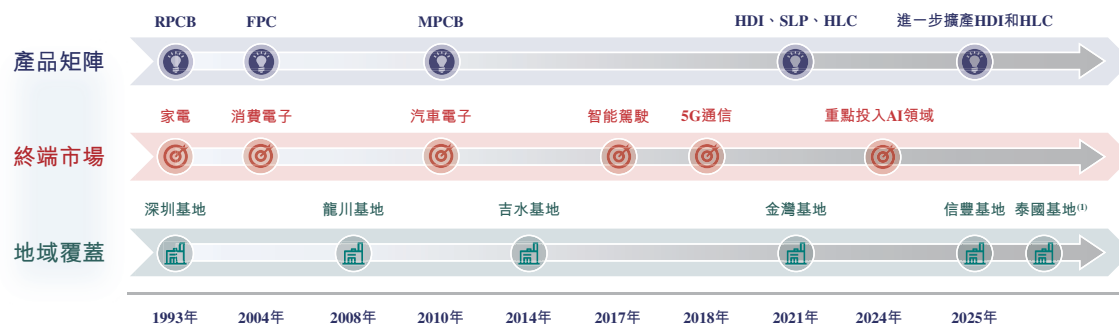 RPCB FPC MPCB HDI、SLP、HLC 進一步擴產HDI和HLC
產品矩陣
家電 消費電子 汽車電子 智能駕駛 5G通信 重點投入AI領域
終端市場
深圳基地 龍川基地 吉水基地 金灣基地 信豐基地 泰國基地(1)
地域覆蓋
1993年 2004年 2008年 2010年 2014年 2017年 2018年 2021年 2024年 2025年